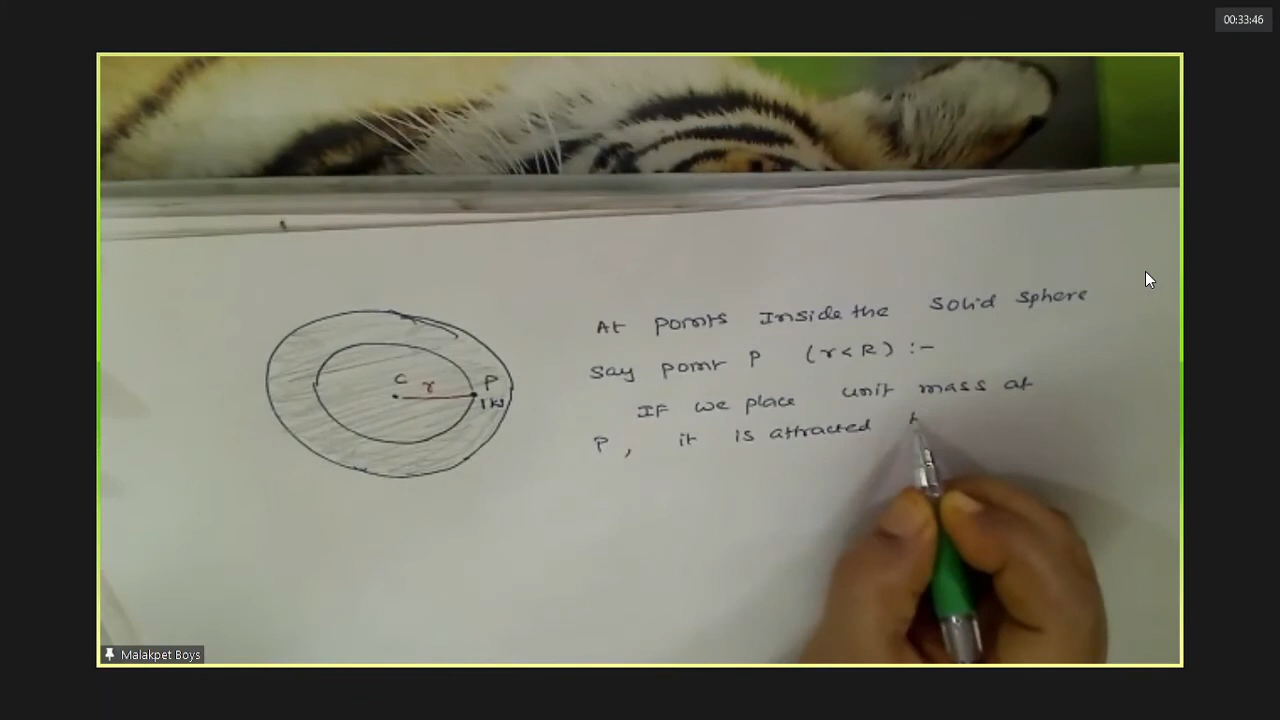 00:33:46
At points Inside the Solid Sphere
Say point P (r<R) :-
C
r
P
1kg
IF we place unit mass at
P, it is attracted t
Malakpet Boys